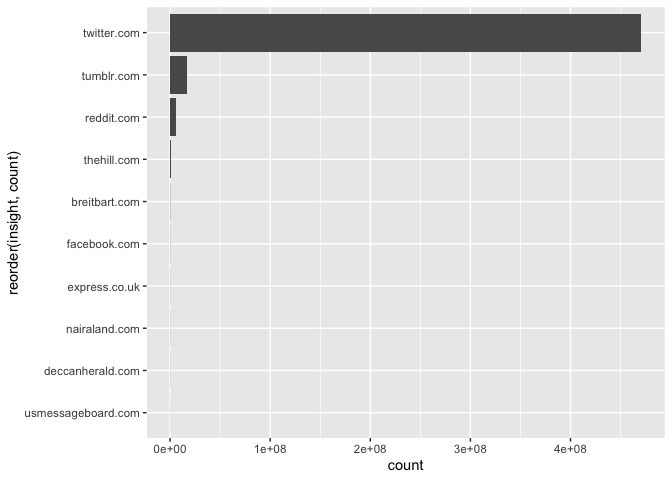 twitter.com
tumblr.com
reddit.com
thehill.com
breitbart.com
facebook.com
express.co.uk
nairaland.com
deccanherald.com
usmessageboard.com
reorder(insight, count)
0e+00 1e+08 2e+08 3e+08 4e+08
count